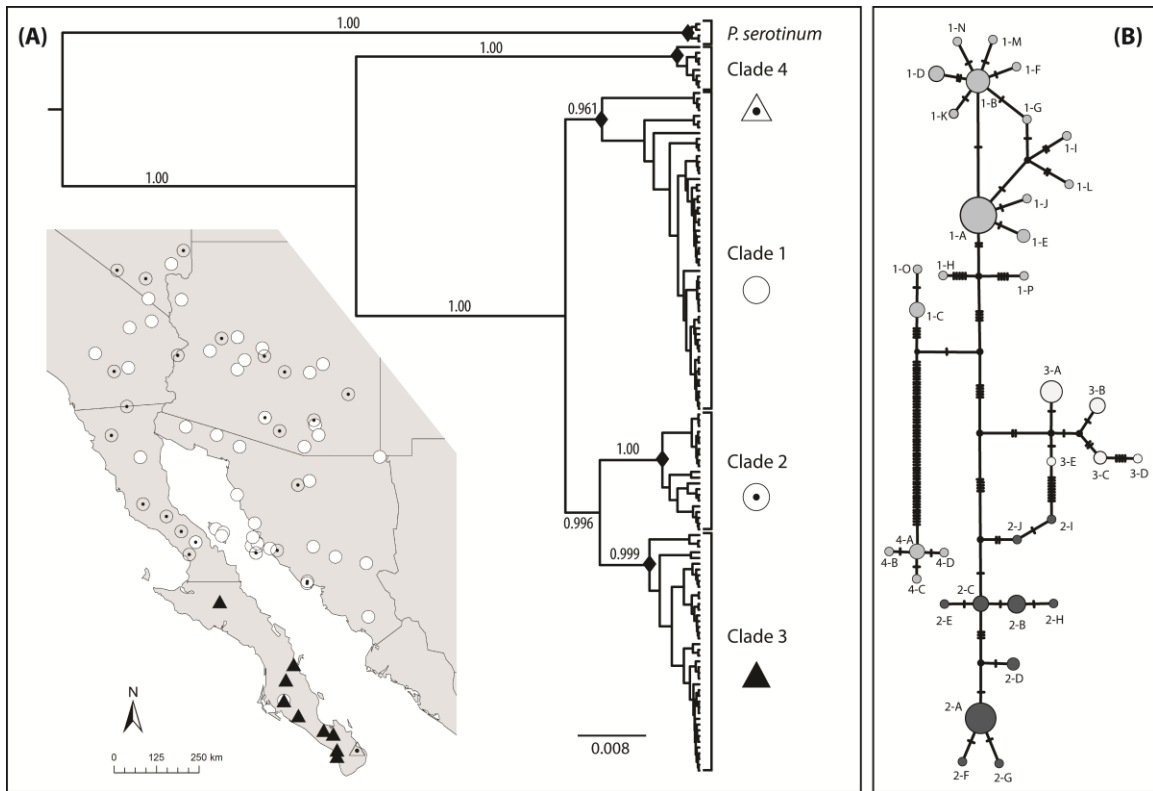 (A)
1.00
P. serotinum
1.00
Clade 4
0.961
1.00
Clade 1
1.00
1.00
Clade 2
0.996
0.999
Clade 3
N
0 125 250 km
0.008
(B)
1-N
1-M
1-D
1-F
1-B
1-K
1-G
1-I
1-L
1-J
1-A
1-E
1-O
1-H
1-P
1-C
3-A
3-B
3-E
3-C
3-D
2-J
2-I
4-A
4-B
4-D
4-C
2-C
2-E
2-B
2-H
2-D
2-A
2-F
2-G